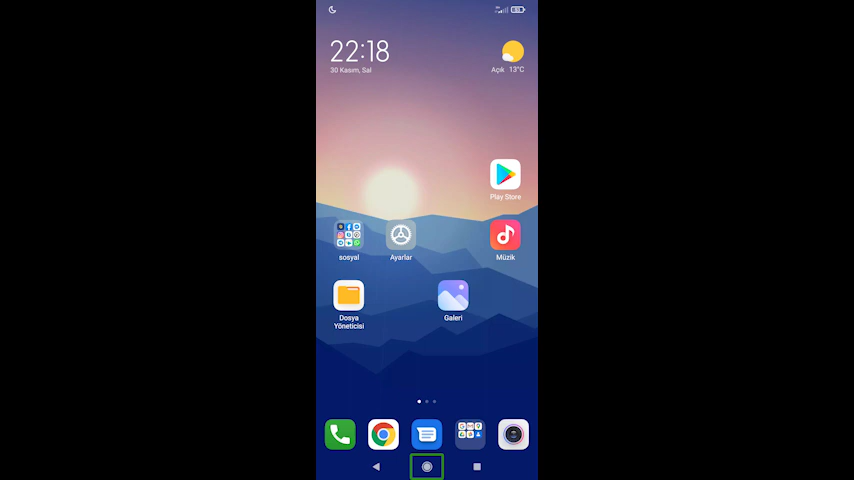 22:18
30 Kasım, Sal
Açık 13°C
Play Store
sosyal
Ayarlar
Müzik
Dosya
Yöneticisi
Galeri